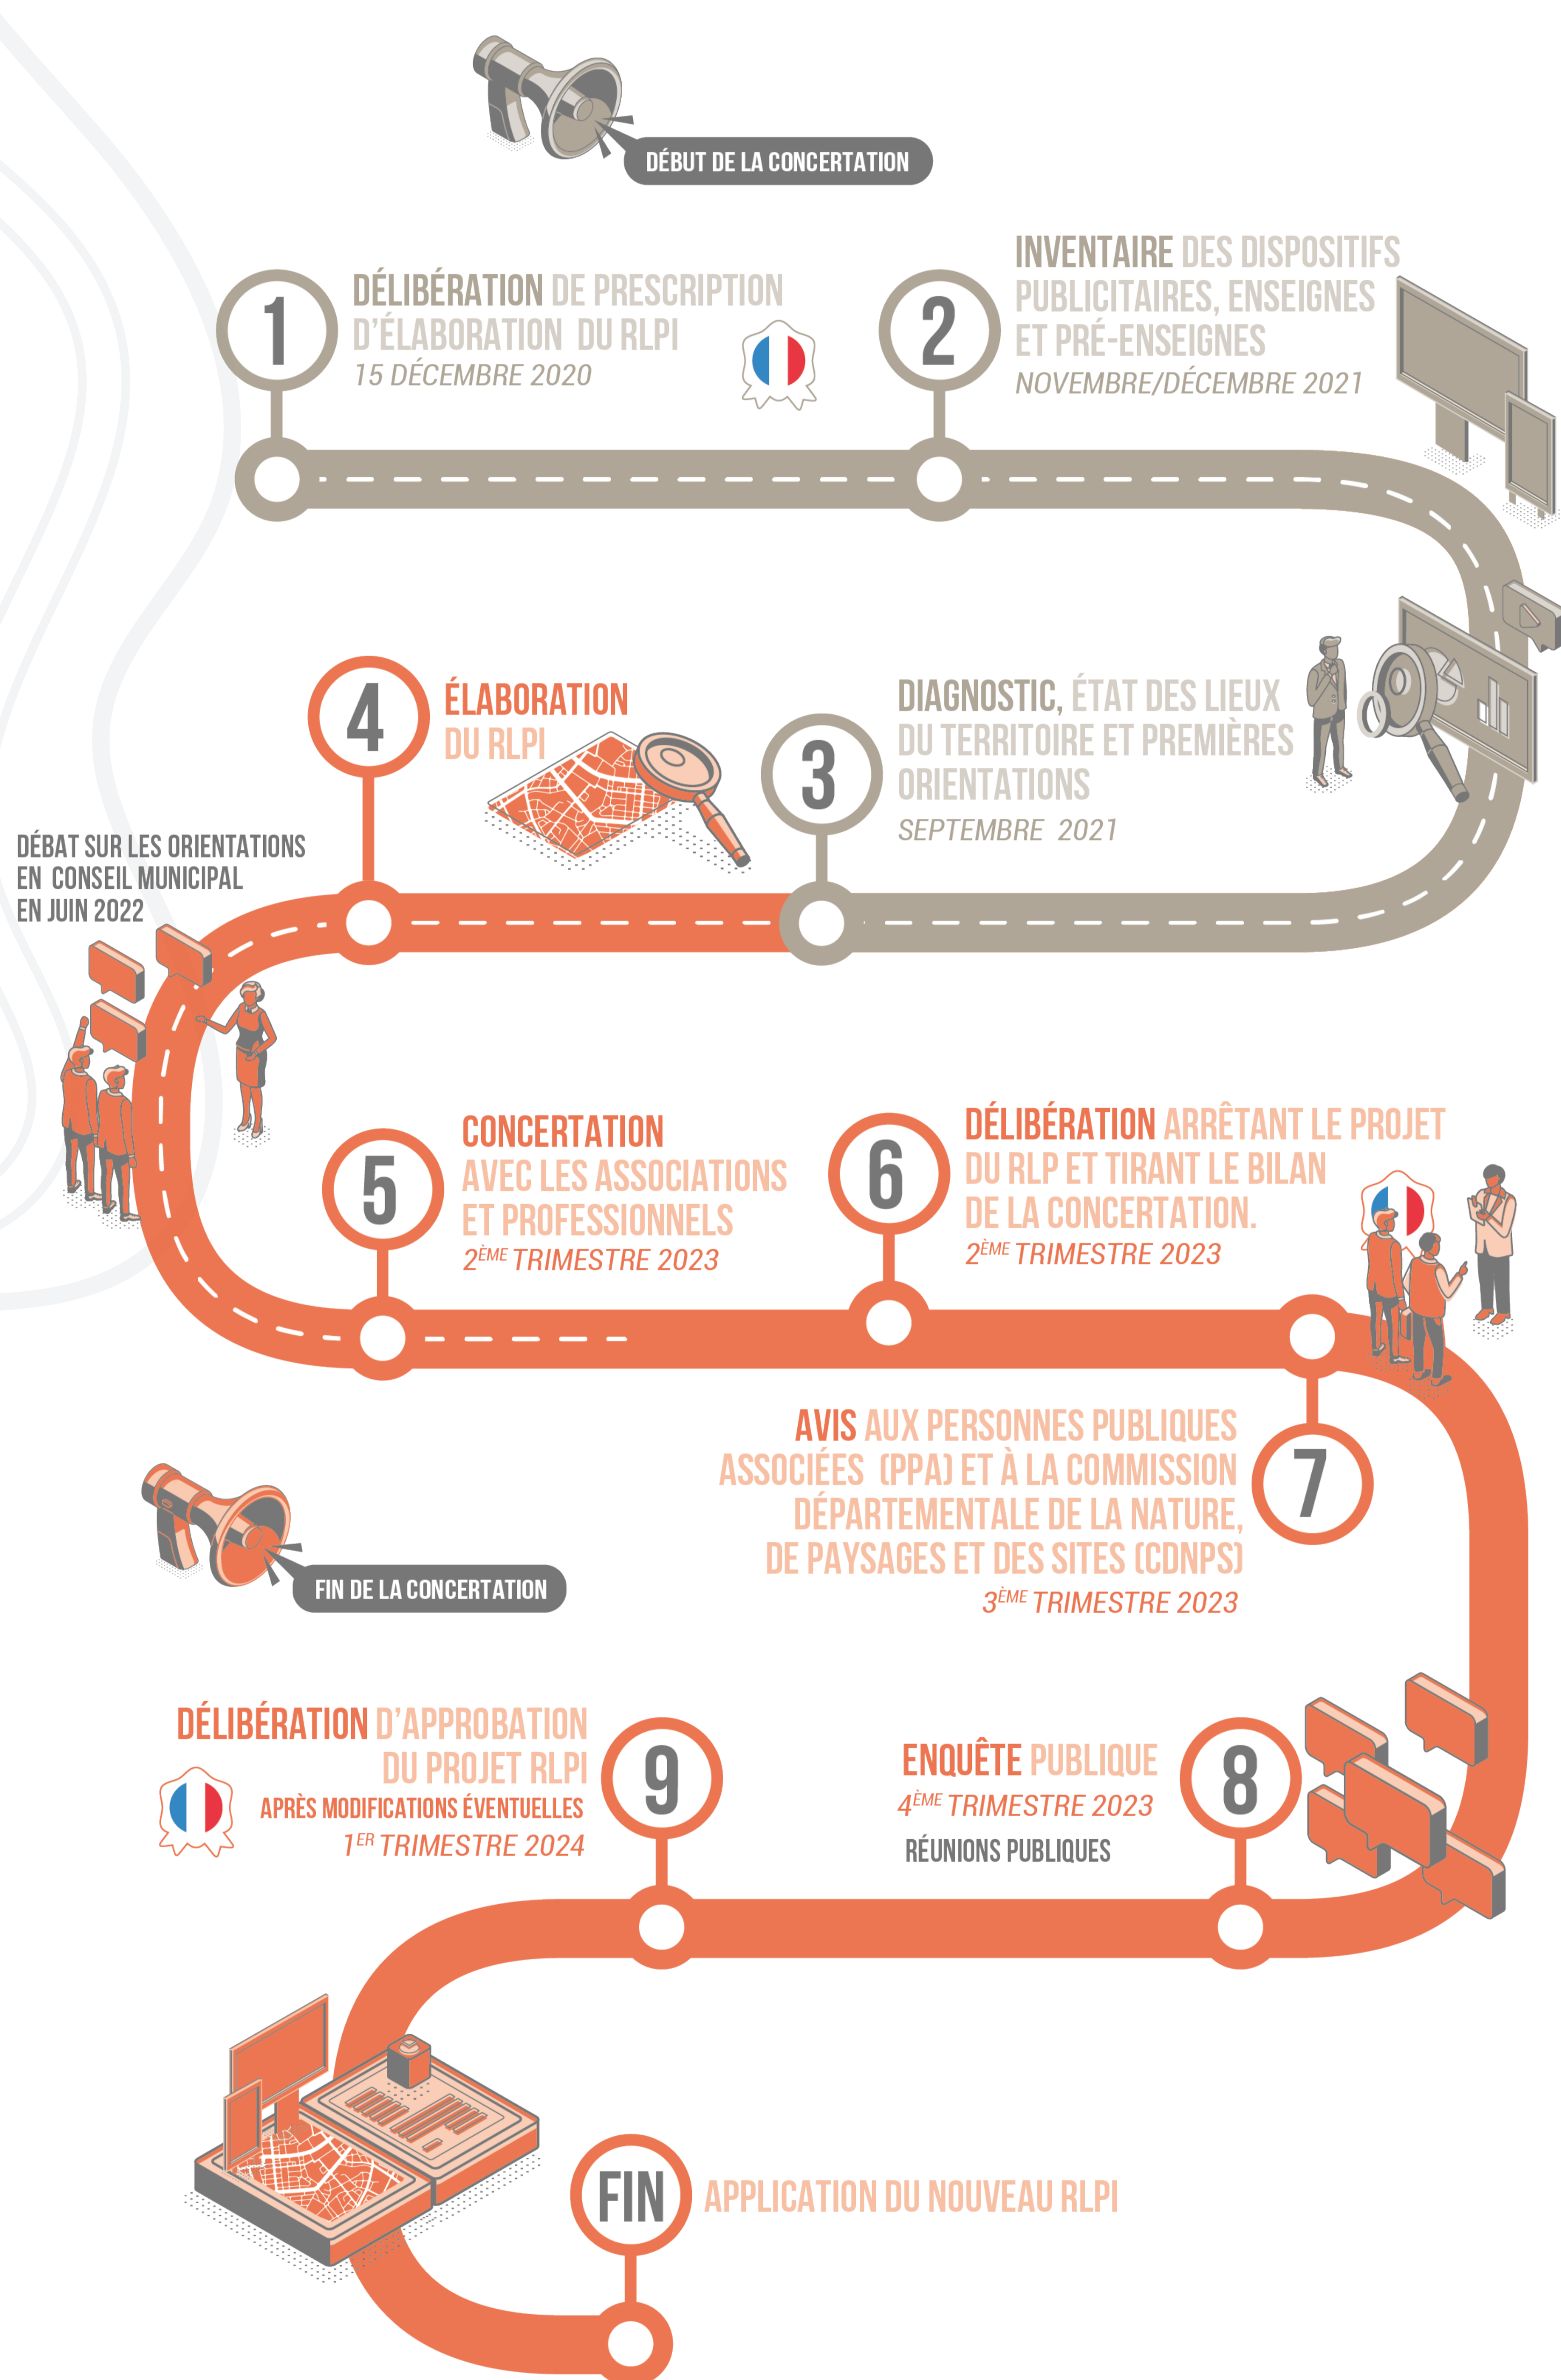 DÉBUT DE LA CONCERTATION
1
DÉLIBÉRATION DE PRESCRIPTION
D'ÉLABORATION DU RLPI
15 DÉCEMBRE 2020
2
INVENTAIRE DES DISPOSITIFS
PUBLICITAIRES, ENSEIGNES
ET PRÉ-ENSEIGNES
NOVEMBRE/DÉCEMBRE 2021
3
DIAGNOSTIC, ÉTAT DES LIEUX
DU TERRITOIRE ET PREMIÈRES
ORIENTATIONS
SEPTEMBRE 2021
4
ÉLABORATION
DU RLPI
DÉBAT SUR LES ORIENTATIONS
EN CONSEIL MUNICIPAL
EN JUIN 2022
5
CONCERTATION
AVEC LES ASSOCIATIONS
ET PROFESSIONNELS
2ÈME TRIMESTRE 2023
6
DÉLIBÉRATION ARRÊTANT LE PROJET
DU RLP ET TIRANT LE BILAN
DE LA CONCERTATION.
2ÈME TRIMESTRE 2023
AVIS AUX PERSONNES PUBLIQUES
ASSOCIÉES (PPA) ET À LA COMMISSION
DÉPARTEMENTALE DE LA NATURE,
DE PAYSAGES ET DES SITES (CDNPS)
3ÈME TRIMESTRE 2023
7
FIN DE LA CONCERTATION
8
ENQUÊTE PUBLIQUE
4ÈME TRIMESTRE 2023
RÉUNIONS PUBLIQUES
9
DÉLIBÉRATION D'APPROBATION
DU PROJET RLPI
APRÈS MODIFICATIONS ÉVENTUELLES
1ER TRIMESTRE 2024
FIN
APPLICATION DU NOUVEAU RLPI